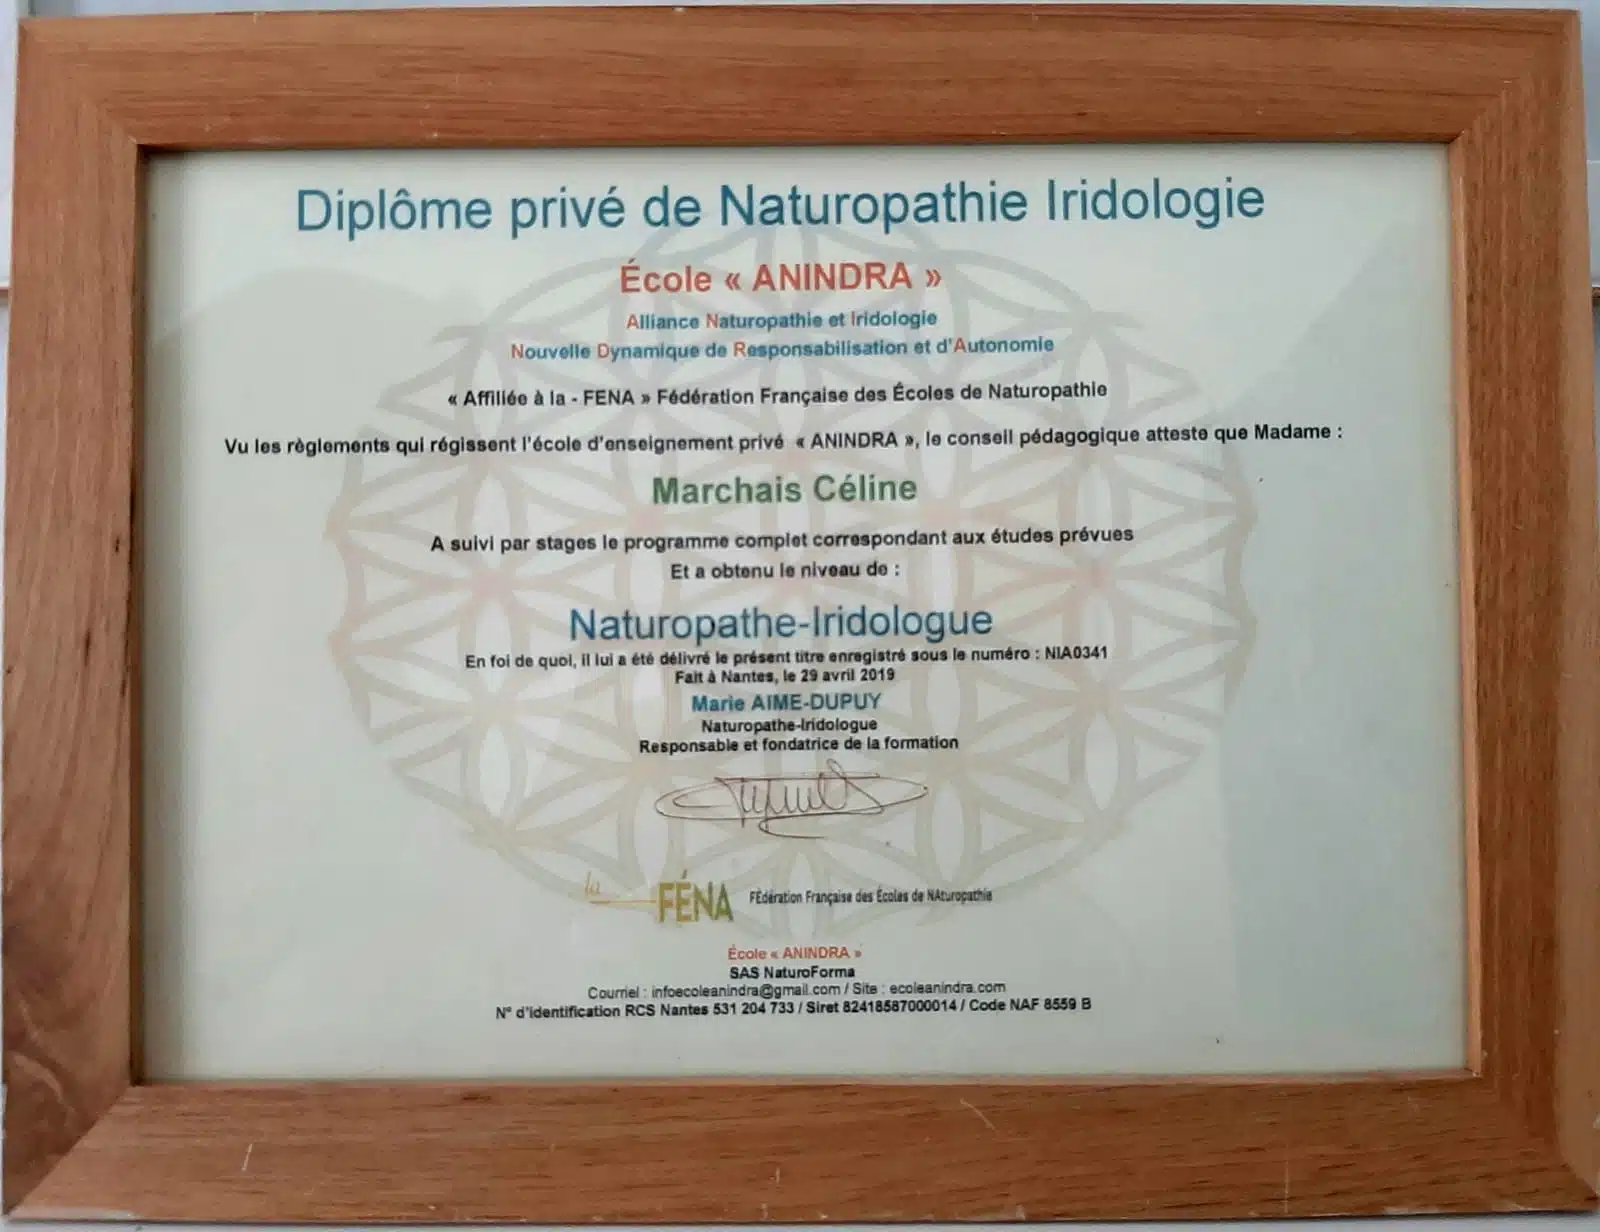 Diplôme privé de Naturopathie Iridologie
École « ANINDRA »
Alliance Naturopathie et Iridologie
Nouvelle Dynamique de Responsabilisation et d'Autonomie
« Affiliée à la - FENA » Fédération Française des Écoles de Naturopathie
Vu les règlements qui régissent l'école d'enseignement privé « ANINDRA », le conseil pédagogique atteste que Madame :
Marchais Céline
A suivi par stages le programme complet correspondant aux études prévues
Et a obtenu le niveau de :
Naturopathe-Iridologue
En foi de quoi, il lui a été délivré le présent titre enregistré sous le numéro : NIA0341
Fait à Nantes, le 29 avril 2019
Marie AIME-DUPUY
Naturopathe-Iridologue
Responsable et fondatrice de la formation
la FÉNA FÉdération Française des Écoles de NAturopathie
École « ANINDRA »
SAS NaturoForma
Courriel : infoecoleanindra@gmail.com / Site : ecoleanindra.com
N° d'identification RCS Nantes 531 204 733 / Siret 82418587000014 / Code NAF 8559 B